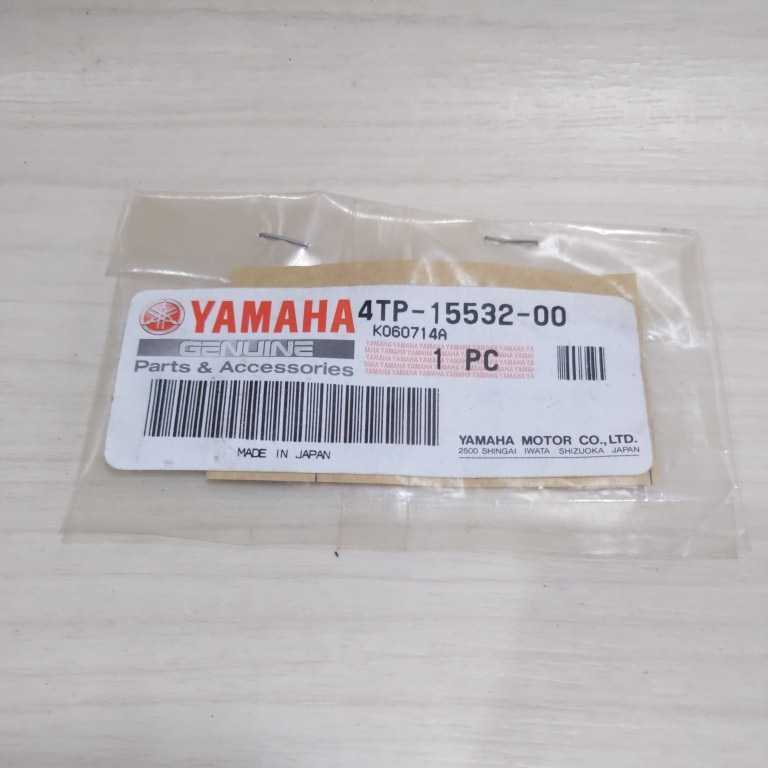 YAMAHA 4TP-15532-00
K060714A
GENUINE
Parts & Accessories
1 PC
YAMAHA MOTOR CO.,LTD.
2500 SHINGAI IWATA SHIZUOKA JAPAN
MADE IN JAPAN